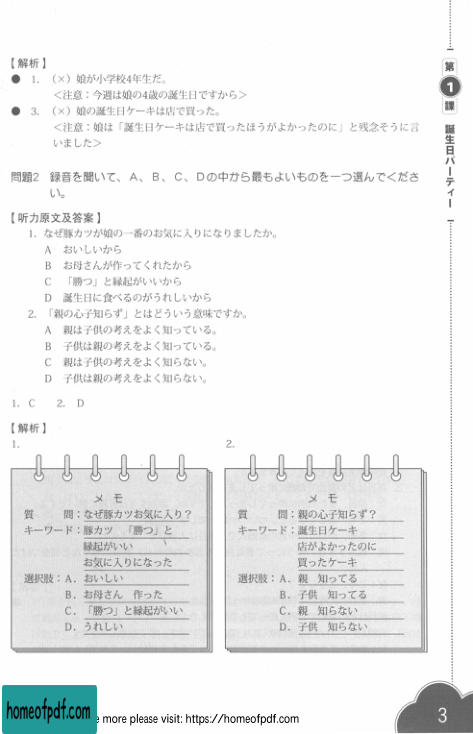 【解析】
● 1. （×）娘が小学校4年生だ。
＜注意：今週は娘の4歳の誕生日ですから＞
● 3. （×）娘の誕生日ケーキは店で買った。
＜注意：娘は「誕生日ケーキは店で買ったほうがよかったのに」と残念そうに言
いました＞
問題2 録音を聞いて、A、B、C、Dの中から最もよいものを一つ選んでくださ
い。
【听力原文及答案】
1. なぜ豚カツが娘の一番のお気に入りになりましたか。
A おいしいから
B お母さんが作ってくれたから
C 「勝つ」と縁起がいいから
D 誕生日に食べるのがうれしいから
2. 「親の心子知らず」とはどういう意味ですか。
A 親は子供の考えをよく知っている。
B 子供は親の考えをよく知っている。
C 親は子供の考えをよく知らない。
D 子供は親の考えをよく知らない。
1. C 2. D
【解析】
1.
メモ
質 問：なぜ豚カツお気に入り？
キーワード：豚カツ 「勝つ」と
縁起がいい
お気に入りになった
選択肢：A. おいしい
B. お母さん 作った
C. 「勝つ」と縁起がいい
D. うれしい
2.
メモ
質 問：親の心子知らず？
キーワード：誕生日ケーキ
店がよかったのに
買ったケーキ
選択肢：A. 親 知ってる
B. 子供 知ってる
C. 親 知らない
D. 子供 知らない
第
1
課
誕生日パーティー
3
homeofpdf.com
e more please visit: https://homeofpdf.com